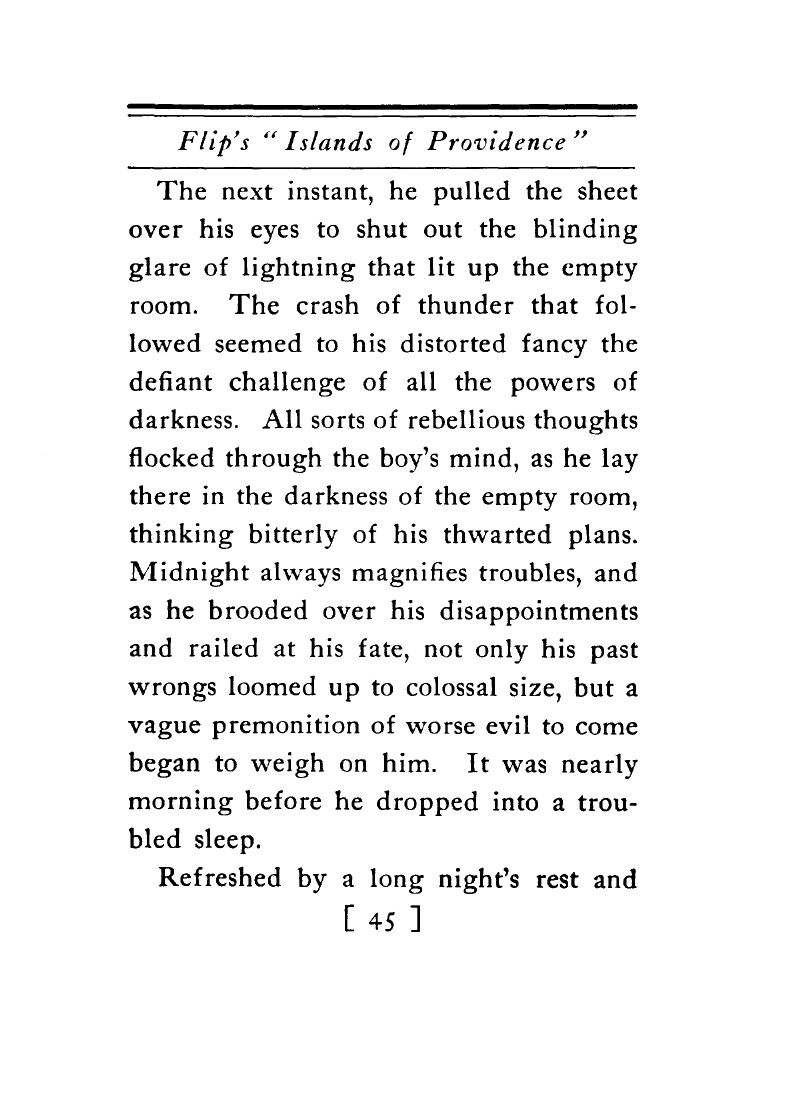 Flip's “Islands of Providence”
The next instant, he pulled the sheet
over his eyes to shut out the blinding
glare of lightning that lit up the empty
room. The crash of thunder that fol-
lowed seemed to his distorted fancy the
defiant challenge of all the powers of
darkness. All sorts of rebellious thoughts
flocked through the boy's mind, as he lay
there in the darkness of the empty room,
thinking bitterly of his thwarted plans.
Midnight always magnifies troubles, and
as he brooded over his disappointments
and railed at his fate, not only his past
wrongs loomed up to colossal size, but a
vague premonition of worse evil to come
began to weigh on him. It was nearly
morning before he dropped into a trou-
bled sleep.
Refreshed by a long night's rest and
[ 45 ]